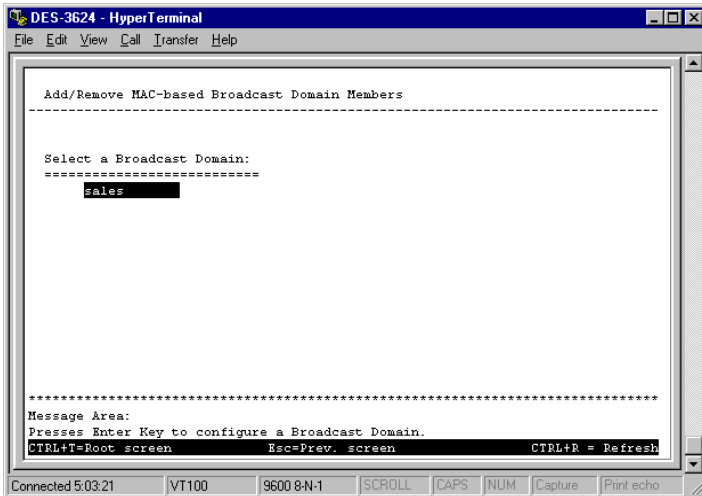 DES-3624 - HyperTerminal
File Edit View Call Transfer Help
Add/Remove MAC-based Broadcast Domain Members
Select a Broadcast Domain:
sales
Message Area:
Presses Enter Key to configure a Broadcast Domain.
CTRL+T=Root screen Esc=Prev. screen CTRL+R = Refresh
Connected 5:03:21 VT100 9600 8-N-1 SCROLL CAPS NUM Capture Print echo